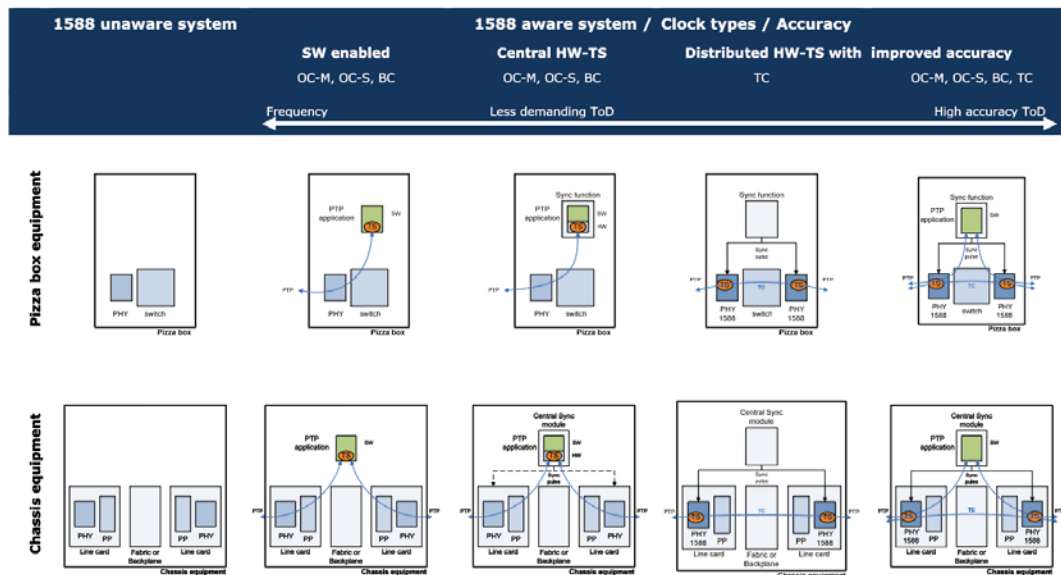 1588 unaware system
1588 aware system / Clock types / Accuracy
SW enabled
Central HW-TS
Distributed HW-TS with improved accuracy
OC-M, OC-S, BC
OC-M, OC-S, BC
TC
OC-M, OC-S, BC, TC
Frequency
Less demanding ToD
High accuracy ToD
Pizza box equipment
PHY
switch
Pizza box
PTP
application
SW
TS
PTP
PHY
switch
Pizza box
Sync function
PTP
application
SW
HW
TS
PTP
PHY
switch
Pizza box
Sync function
Sync
pulse
PTP
TS
TC
TS
PTP
PHY
1588
switch
PHY
1588
Pizza box
Sync function
PTP
application
SW
Sync
pulse
PTP
TS
TC
TS
PTP
PHY
1588
switch
PHY
1588
Pizza box
Chassis equipment
PHY
PP
PP
PHY
Line card
Fabric or
Backplane
Line card
Chassis equipment
PTP
application
SW
TS
PTP
PTP
PHY
PP
PP
PHY
Line card
Fabric or
Backplane
Line card
Chassis equipment
Central Sync
module
PTP
application
SW
HW
TS
Sync
pulse
PTP
PTP
PHY
PP
PP
PHY
Line card
Fabric or
Backplane
Line card
Chassis equipment
Central Sync
module
Sync
pulse
PTP
TS
TC
TS
PTP
PHY
1588
PP
PP
PHY
1588
Line card
Fabric or
Backplane
Line card
Chassis equipment
Central Sync
module
PTP
application
SW
Sync
pulse
PTP
TS
TC
TS
PTP
PHY
1588
PP
PP
PHY
1588
Line card
Fabric or
Backplane
Line card
Chassis equipment